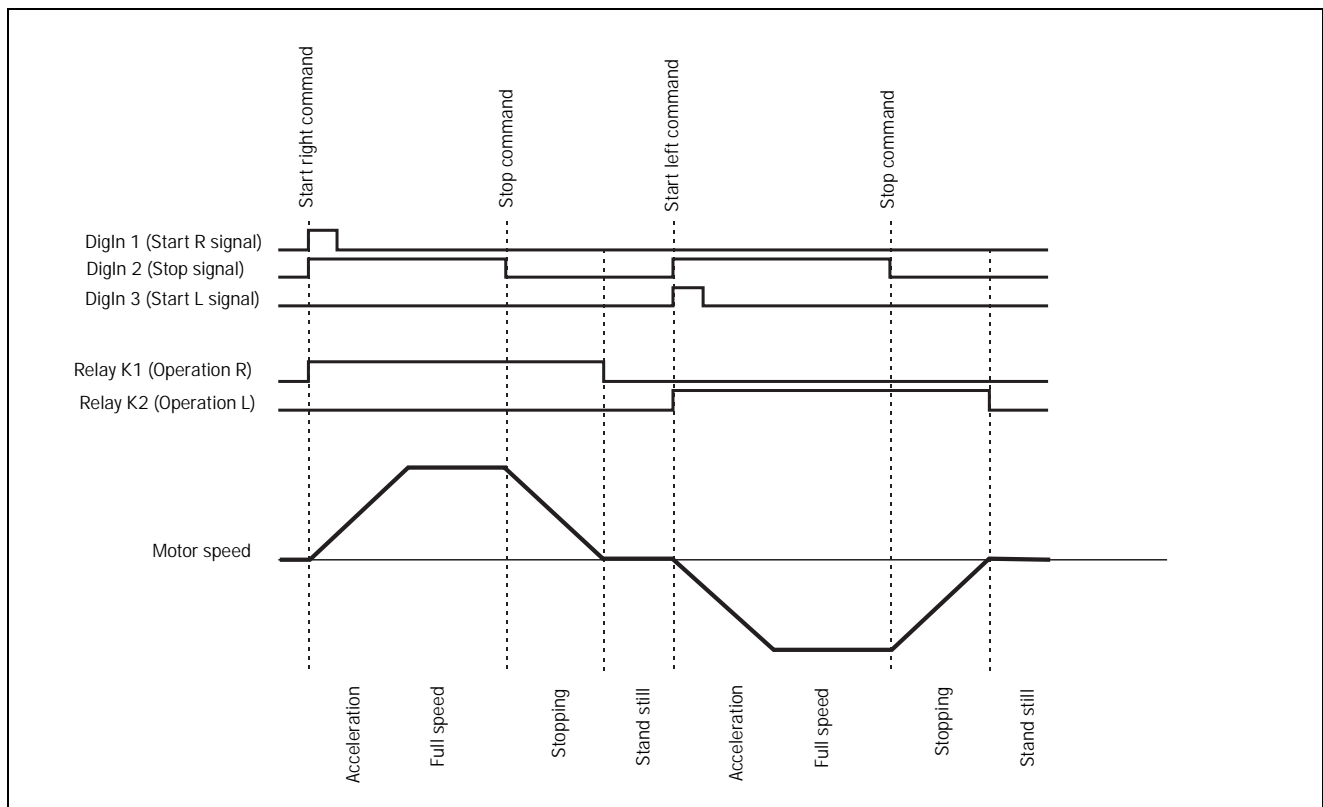 Start right command
Stop command
Start left command
Stop command
DigIn 1 (Start R signal)
DigIn 2 (Stop signal)
DigIn 3 (Start L signal)
Relay K1 (Operation R)
Relay K2 (Operation L)
Motor speed
Acceleration
Full speed
Stopping
Stand still
Acceleration
Full speed
Stopping
Stand still